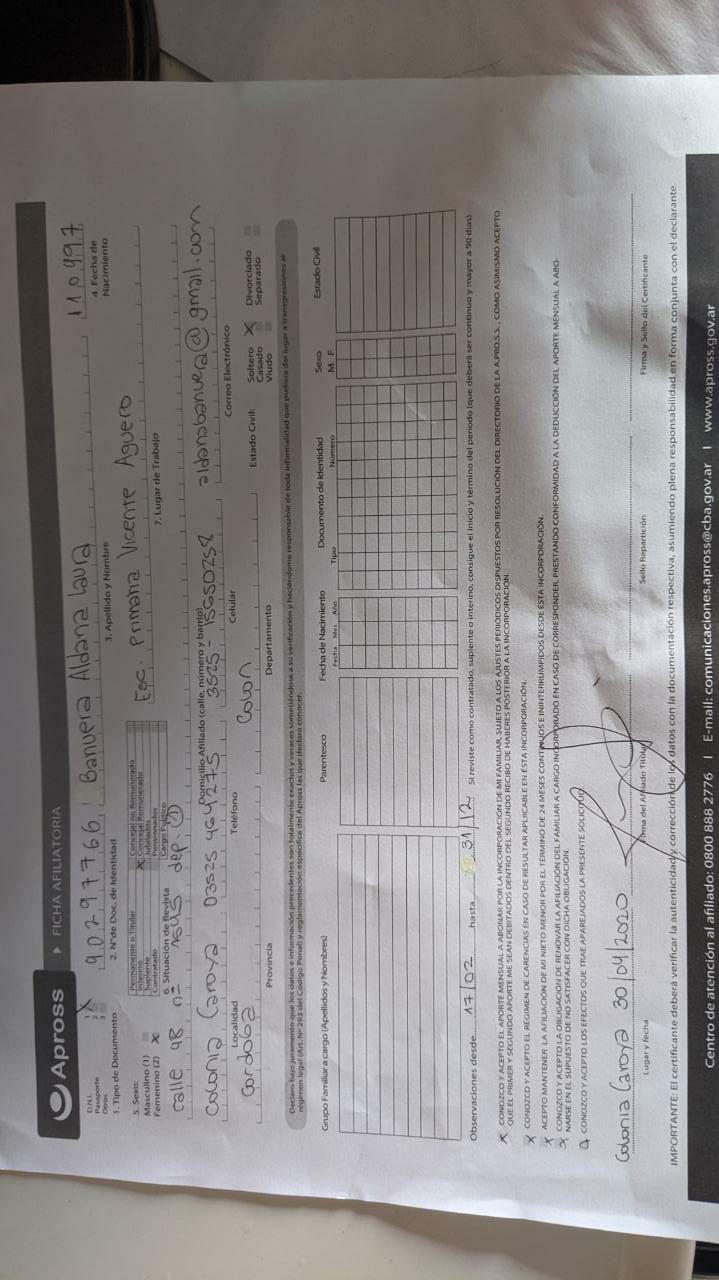 Apross ▸ FICHA AFILIATORIA
D.N.I. 1 X
Pasaporte 2
Otros 3
40297766 Banuera Aldana Laura 110497
1. Tipo de Documento 2. N°de Doc. de Identidad 3. Apellido y Nombre 4. Fecha de Nacimiento
5. Sexo:
Masculino (1)
Femenino (2) X
Permanente o Titular
Interino
Suplente
Contratado
Concejal no Remunerado
Concejal Remunerado
Jubilados
Pensionados
Cargo Político
Esc. Primaria Vicente Aguero
6. Situación de Revista 7. Lugar de Trabajo
calle 98 n° 1645 dep. 1
Domicilio Afiliado (calle, número y barrio)
Colonia Caroya 03525 464275 3525 15650258 aldanabanuera@gmail.com
Localidad Teléfono Celular Correo Electrónico
Cordoba Colon
Provincia Departamento
Estado Civil: Soltero X Divorciado
Casado Separado
Viudo
Declaro bajo juramento que los datos e información precedentes son totalmente exactos y veraces sometiéndose a su verificación y haciéndome responsable de toda informalidad que pudiera dar lugar a transgresiones al
régimen legal (Art. N° 293 del Código Penal) y reglamentación específica del Apross las que declaro conocer.
Grupo Familiar a cargo (Apellidos y Nombres) Parentesco Fecha de Nacimiento Documento de Identidad Sexo Estado Civil
Fecha Mes Año Tipo Número M F
Observaciones desde 17/02 hasta 31/12 Si reviste como contratado, suplente o interino, consigue el inicio y término del periodo (que deberá ser continuo y mayor a 90 días)
X CONOZCO Y ACEPTO EL APORTE MENSUAL A ABONAR POR LA INCORPORACIÓN DE MI FAMILIAR, SUJETO A LOS AJUSTES PERIÓDICOS DISPUESTOS POR RESOLUCIÓN DEL DIRECTORIO DE LA A.PRO.S.S., COMO ASIMISMO ACEPTO
QUE EL PRIMER Y SEGUNDO APORTE ME SEAN DEBITADOS DENTRO DEL SEGUNDO RECIBO DE HABERES POSTERIOR A LA INCORPORACIÓN.
X CONOZCO Y ACEPTO EL RÉGIMEN DE CARENCIAS EN CASO DE RESULTAR APLICABLE EN ÉSTA INCORPORACIÓN.
X ACEPTO MANTENER LA AFILIACIÓN DE MI NIETO MENOR POR EL TÉRMINO DE 24 MESES CONTINUOS E ININTERRUMPIDOS DESDE ÉSTA INCORPORACIÓN.
X CONOZCO Y ACEPTO LA OBLIGACIÓN DE RENOVAR LA AFILIACIÓN DEL FAMILIAR A CARGO INCORPORADO EN CASO DE CORRESPONDER, PRESTANDO CONFORMIDAD A LA DEDUCCIÓN DEL APORTE MENSUAL A ABO-
NARSE EN EL SUPUESTO DE NO SATISFACER CON DICHA OBLIGACIÓN.
CONOZCO Y ACEPTO LOS EFECTOS QUE TRAE APAREJADOS LA PRESENTE SOLICITUD
Colonia Caroya 30/04/2020
Lugar y fecha Firma del Afiliado Titular Sello Repartición Firma y Sello del Certificante
IMPORTANTE: El certificante deberá verificar la autenticidad y corrección de los datos con la documentación respectiva, asumiendo plena responsabilidad en forma conjunta con el declarante.
Centro de atención al afiliado: 0800 888 2776 I E-mail: comunicaciones.apross@cba.gov.ar I www.apross.gov.ar